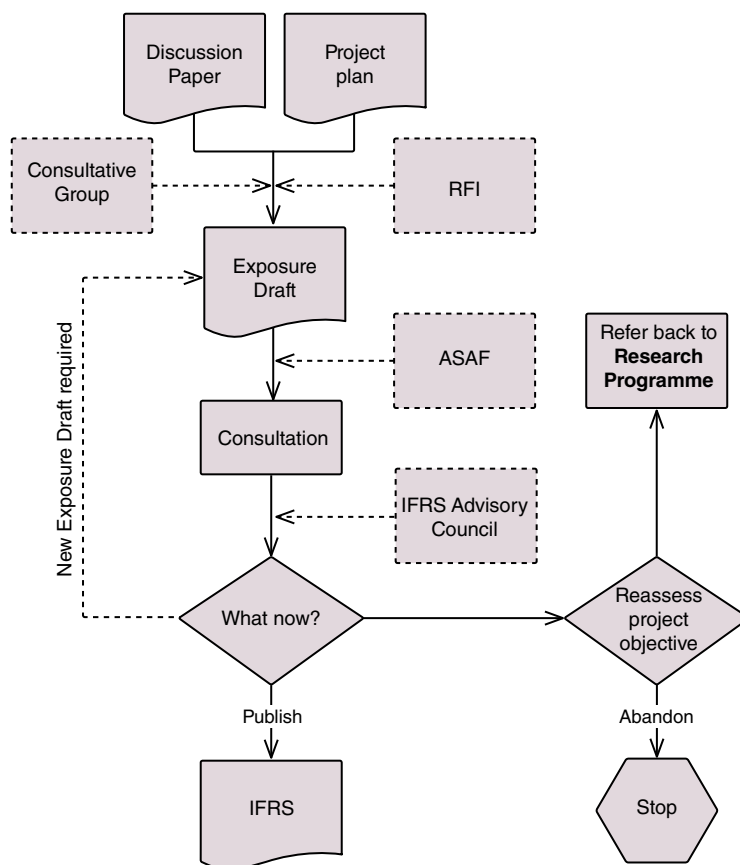 Discussion
Paper
Project
plan
Consultative
Group
RFI
Exposure
Draft
New Exposure Draft required
ASAF
Refer back to
Research
Programme
Consultation
IFRS Advisory
Council
What now?
Reassess
project
objective
Publish
Abandon
IFRS
Stop